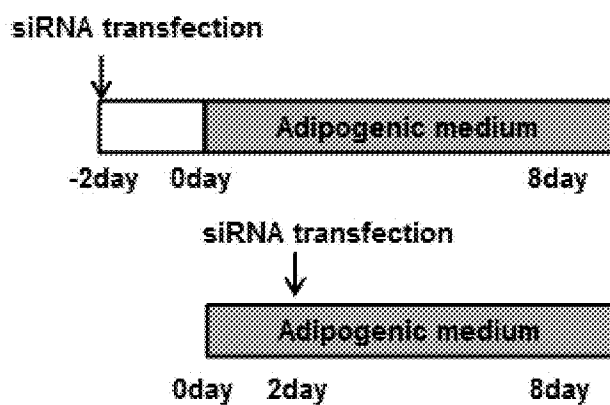 siRNA transfection
Adipogenic medium
-2day 0day 8day
siRNA transfection
Adipogenic medium
0day 2day 8day